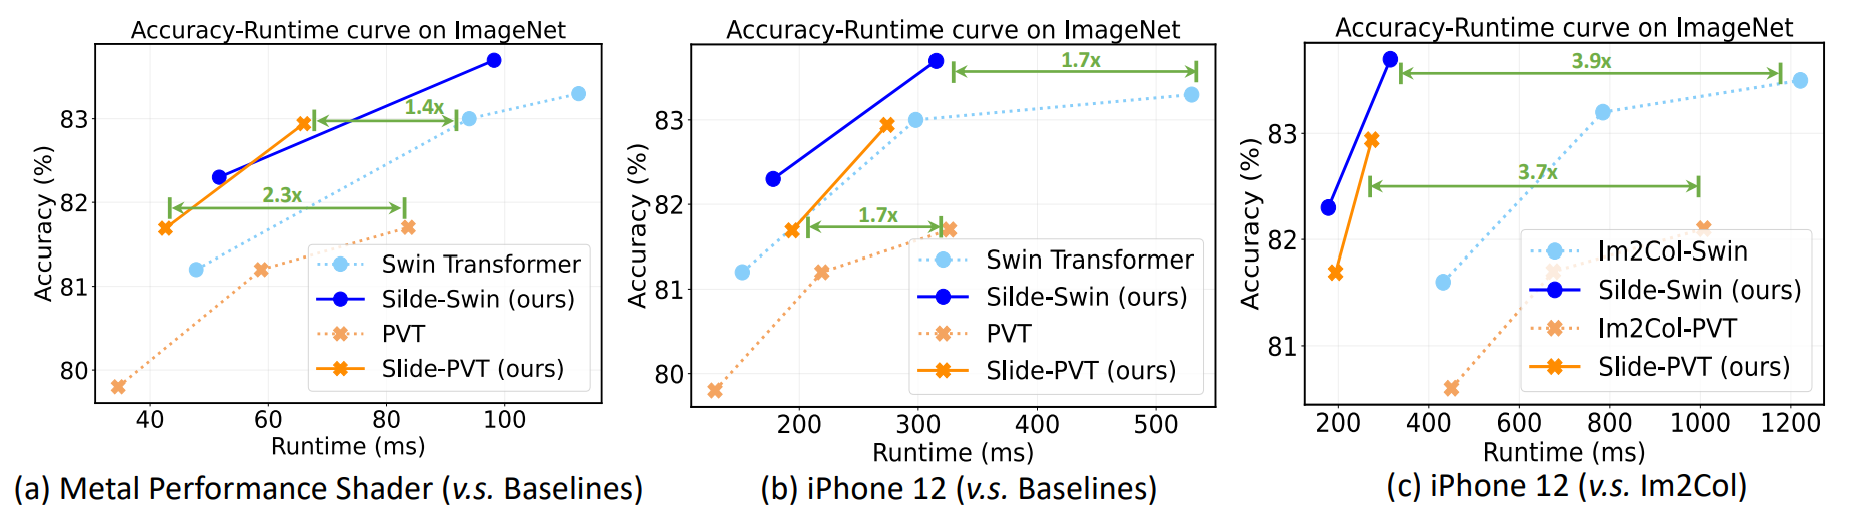 Accuracy-Runtime curve on ImageNet
Accuracy (%)
83
82
81
80
1.4x
2.3x
Swin Transformer
Silde-Swin (ours)
PVT
Slide-PVT (ours)
40 60 80 100
Runtime (ms)
(a) Metal Performance Shader (v.s. Baselines)
Accuracy-Runtime curve on ImageNet
Accuracy (%)
83
82
81
80
1.7x
1.7x
Swin Transformer
Silde-Swin (ours)
PVT
Slide-PVT (ours)
200 300 400 500
Runtime (ms)
(b) iPhone 12 (v.s. Baselines)
Accuracy-Runtime curve on ImageNet
Accuracy (%)
83
82
81
3.9x
3.7x
Im2Col-Swin
Silde-Swin (ours)
Im2Col-PVT
Slide-PVT (ours)
200 400 600 800 1000 1200
Runtime (ms)
(c) iPhone 12 (v.s. Im2Col)